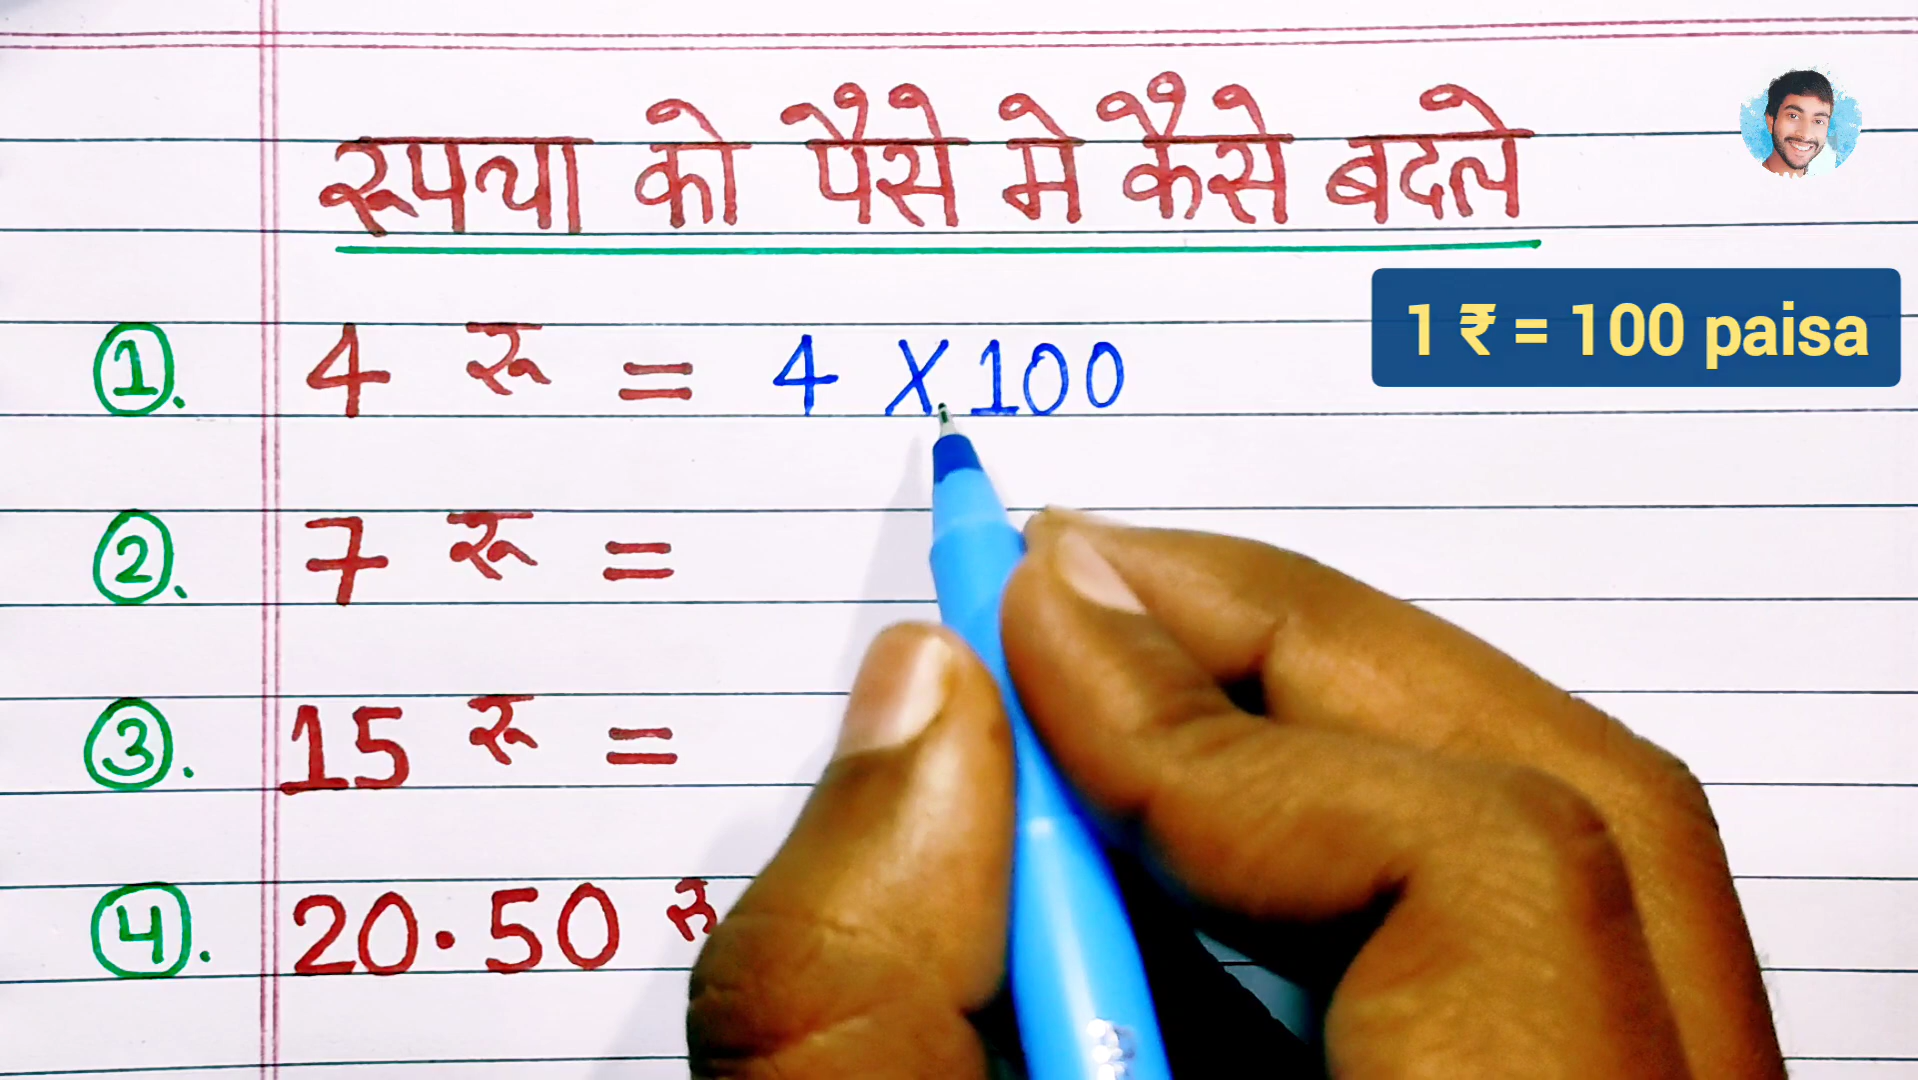 रूपया को पैसे मे कैसे बदले
1 ₹ = 100 paisa
1. 4 रू = 4 X 100
2. 7 रू =
3. 15 रू =
4. 20.50 रू